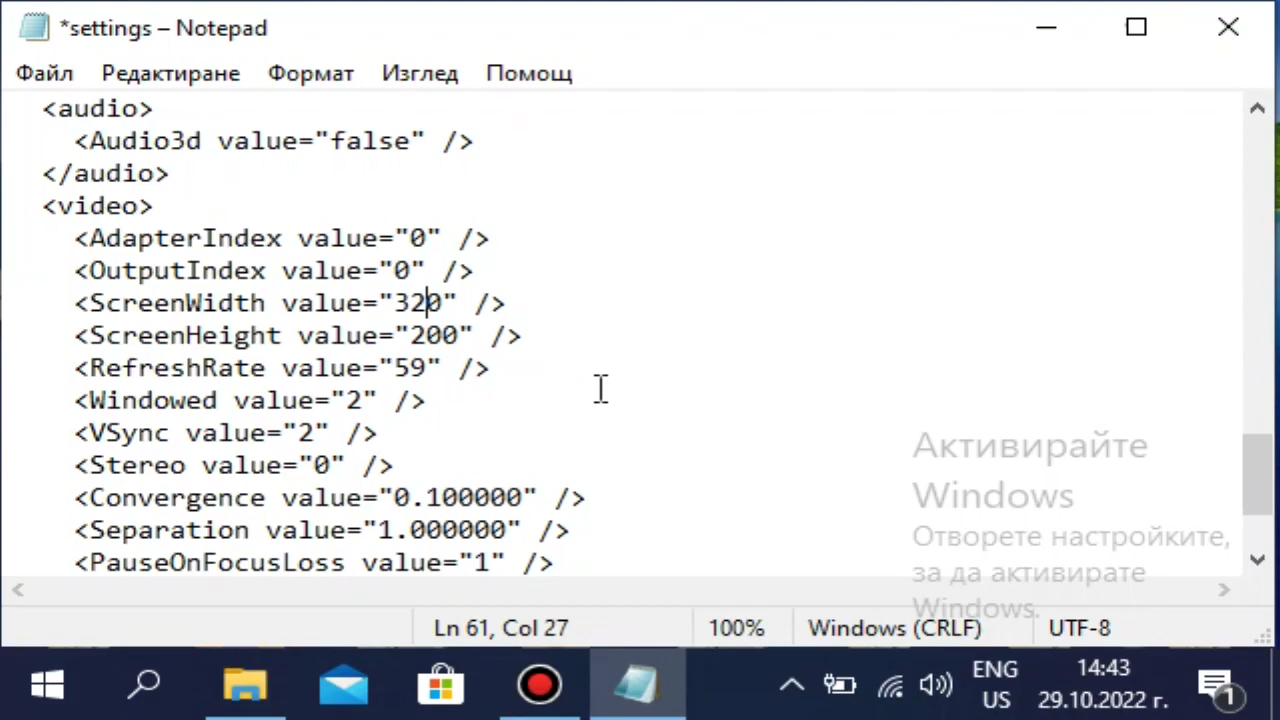 *settings – Notepad
Файл Редактиране Формат Изглед Помощ
<audio>
<Audio3d value="false" />
</audio>
<video>
<AdapterIndex value="0" />
<OutputIndex value="0" />
<ScreenWidth value="320" />
<ScreenHeight value="200" />
<RefreshRate value="59" />
<Windowed value="2" />
<VSync value="2" />
<Stereo value="0" />
<Convergence value="0.100000" />
<Separation value="1.000000" />
<PauseOnFocusLoss value="1" />
Активирайте
Windows
Отворете настройките,
за да активирате
Windows.
Ln 61, Col 27 100% Windows (CRLF) UTF-8
ENG
US
14:43
29.10.2022 г.
1